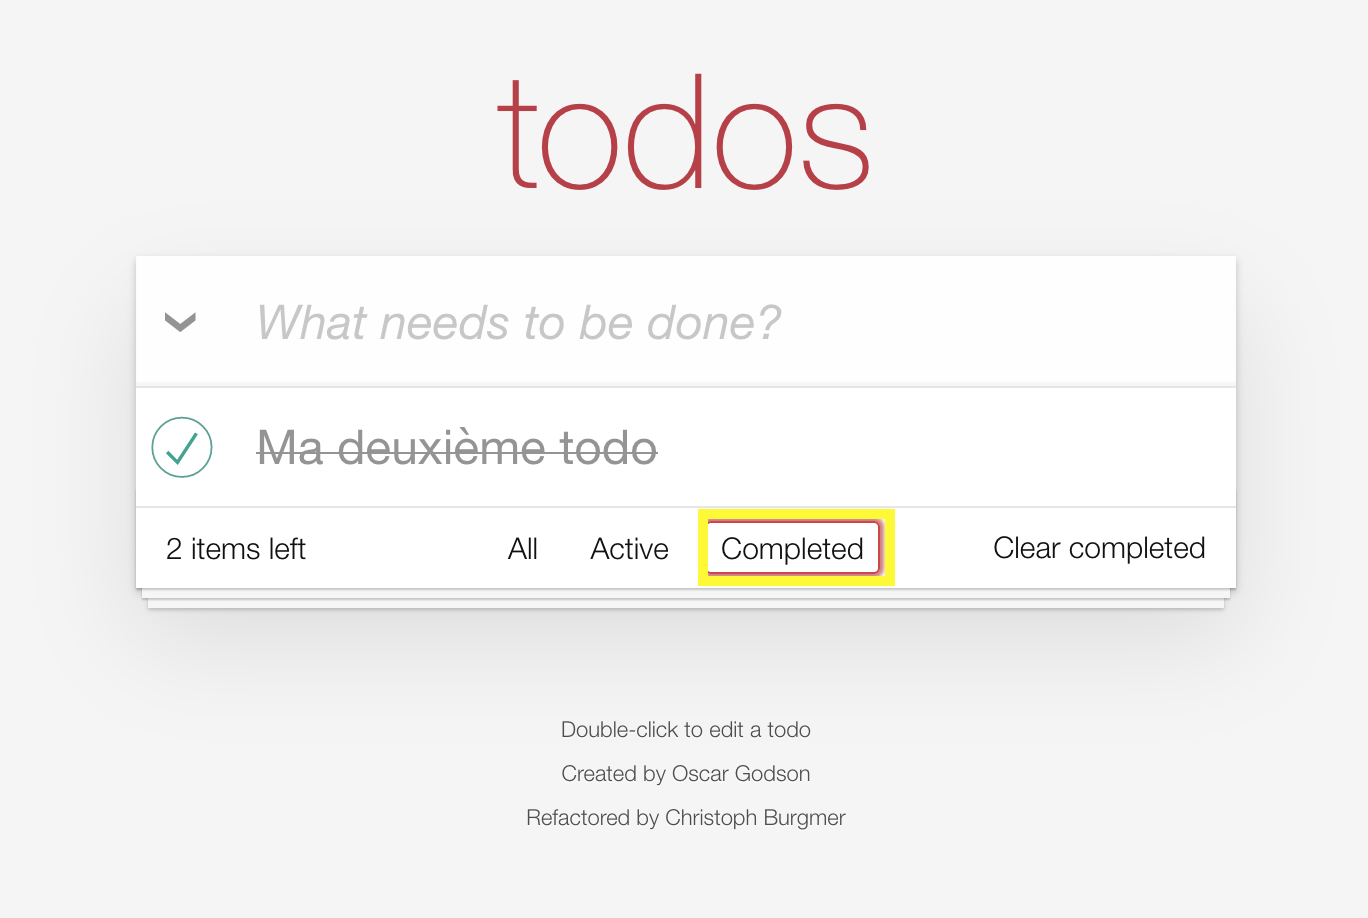 todos
What needs to be done?
Ma deuxième todo
2 items left All Active Completed Clear completed
Double-click to edit a todo
Created by Oscar Godson
Refactored by Christoph Burgmer